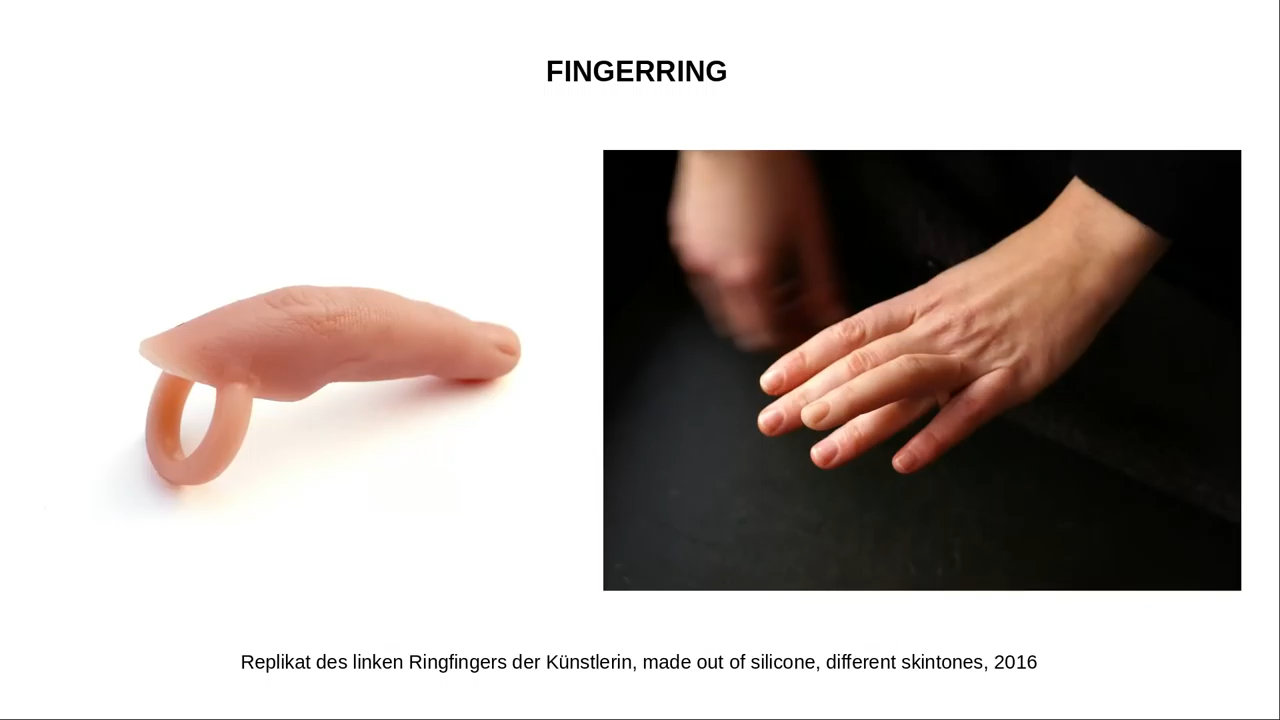 FINGERRING
Replikat des linken Ringfingers der Künstlerin, made out of silicone, different skintones, 2016